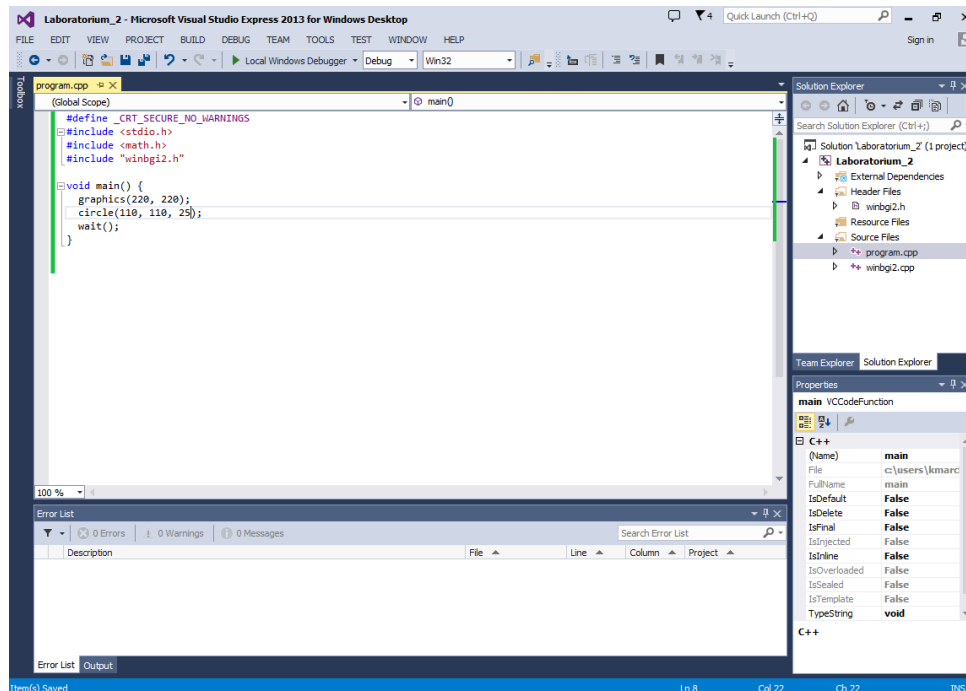 Laboratorium_2 - Microsoft Visual Studio Express 2013 for Windows Desktop
4 Quick Launch (Ctrl+Q)
FILE EDIT VIEW PROJECT BUILD DEBUG TEAM TOOLS TEST WINDOW HELP
Sign in
Local Windows Debugger Debug Win32
Toolbox
program.cpp
(Global Scope) main()
#define _CRT_SECURE_NO_WARNINGS
#include <stdio.h>
#include <math.h>
#include "winbgi2.h"
void main() {
graphics(220, 220);
circle(110, 110, 25);
wait();
}
100 %
Solution Explorer
Search Solution Explorer (Ctrl+;)
Solution 'Laboratorium_2' (1 project)
Laboratorium_2
External Dependencies
Header Files
winbgi2.h
Resource Files
Source Files
program.cpp
winbgi2.cpp
Team Explorer Solution Explorer
Properties
main VCCodeFunction
C++
(Name) main
File c:\users\kmarc
FullName main
IsDefault False
IsDelete False
IsFinal False
IsInjected False
IsInline False
IsOverloaded False
IsSealed False
IsTemplate False
TypeString void
C++
Error List
0 Errors 0 Warnings 0 Messages Search Error List
Description File Line Column Project
Error List Output
Item(s) Saved Ln 8 Col 22 Ch 22 INS